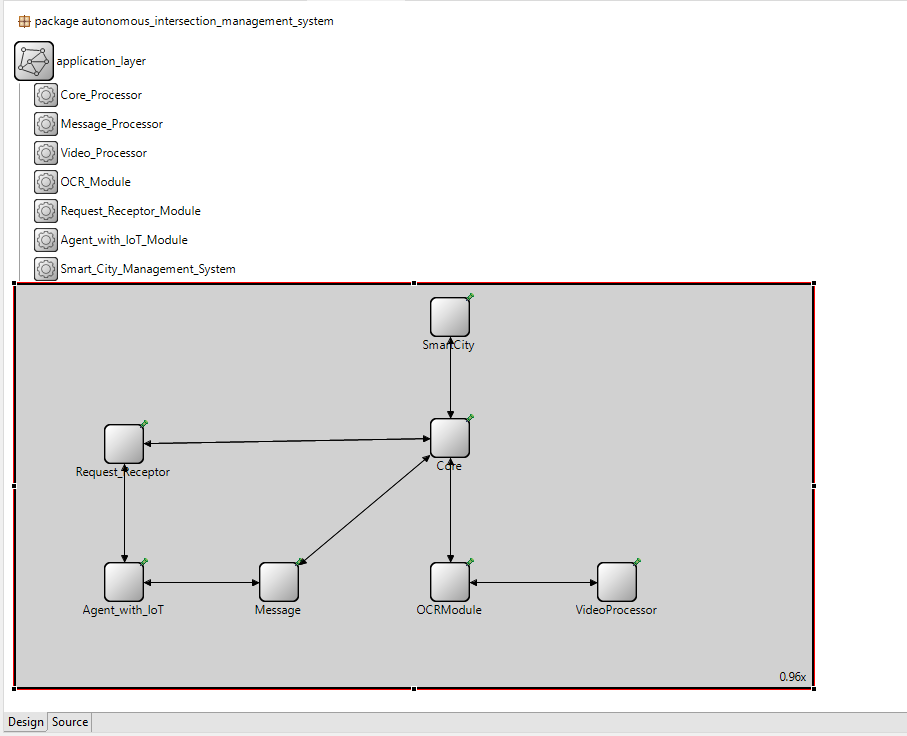 package autonomous_intersection_management_system
application_layer
Core_Processor
Message_Processor
Video_Processor
OCR_Module
Request_Receptor_Module
Agent_with_IoT_Module
Smart_City_Management_System
SmartCity
Request_Receptor
Core
Agent_with_IoT
Message
OCRModule
VideoProcessor
0.96x
Design
Source